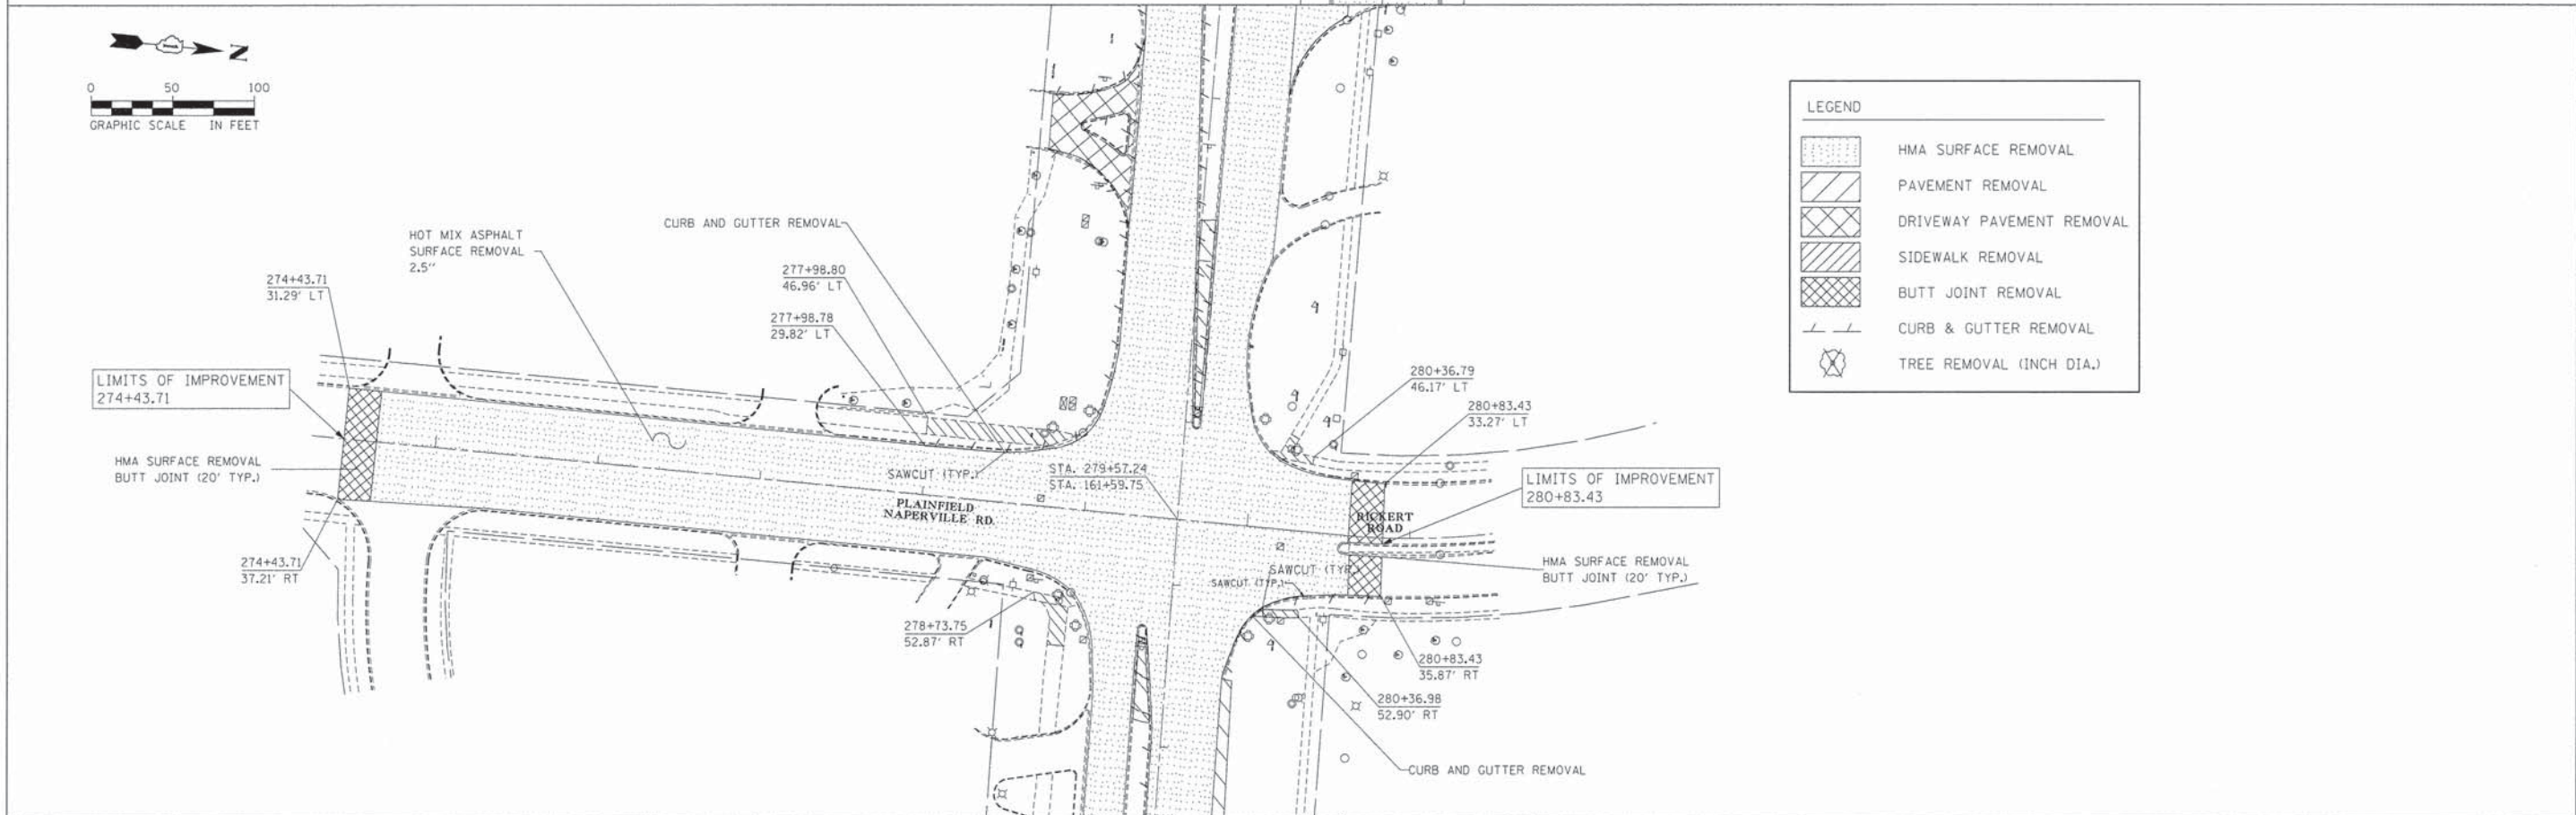 N
0 50 100
GRAPHIC SCALE IN FEET
LEGEND
HMA SURFACE REMOVAL
PAVEMENT REMOVAL
DRIVEWAY PAVEMENT REMOVAL
SIDEWALK REMOVAL
BUTT JOINT REMOVAL
CURB & GUTTER REMOVAL
TREE REMOVAL (INCH DIA.)
HOT MIX ASPHALT
SURFACE REMOVAL
2.5''
CURB AND GUTTER REMOVAL
274+43.71
31.29' LT
277+98.80
46.96' LT
277+98.78
29.82' LT
LIMITS OF IMPROVEMENT
274+43.71
HMA SURFACE REMOVAL
BUTT JOINT (20' TYP.)
274+43.71
37.21' RT
SAWCUT (TYP.)
PLAINFIELD
NAPERVILLE RD.
STA. 279+57.24
STA. 161+59.75
280+36.79
46.17' LT
280+83.43
33.27' LT
LIMITS OF IMPROVEMENT
280+83.43
RICKERT
ROAD
HMA SURFACE REMOVAL
BUTT JOINT (20' TYP.)
SAWCUT (TYP.
SAWCUT (TYP.)
278+73.75
52.87' RT
280+83.43
35.87' RT
280+36.98
52.90' RT
CURB AND GUTTER REMOVAL